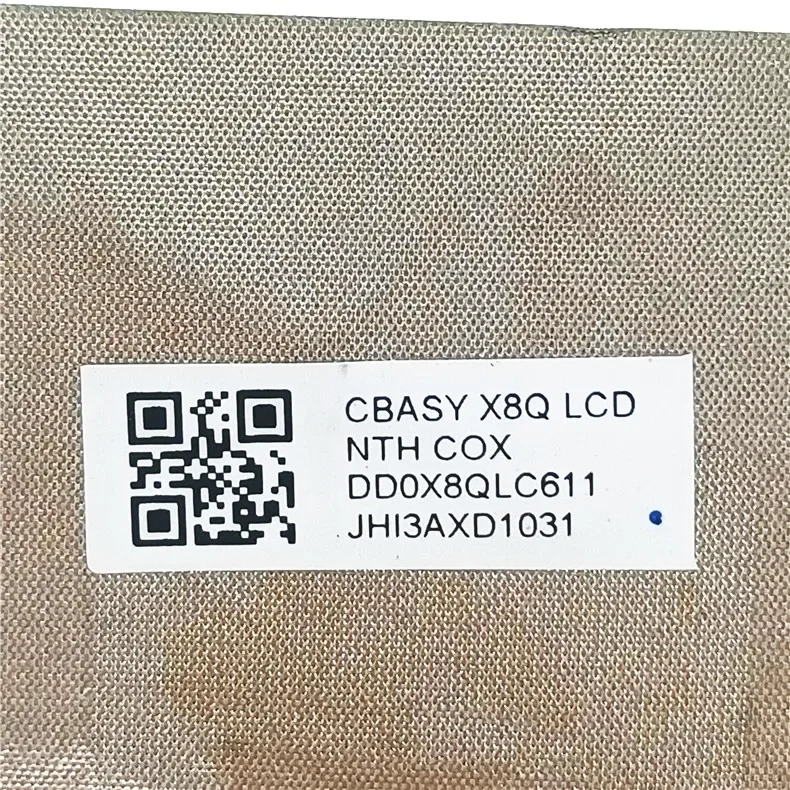 CBASY X8Q LCD
NTH COX
DD0X8QLC611
JHI3AXD1031